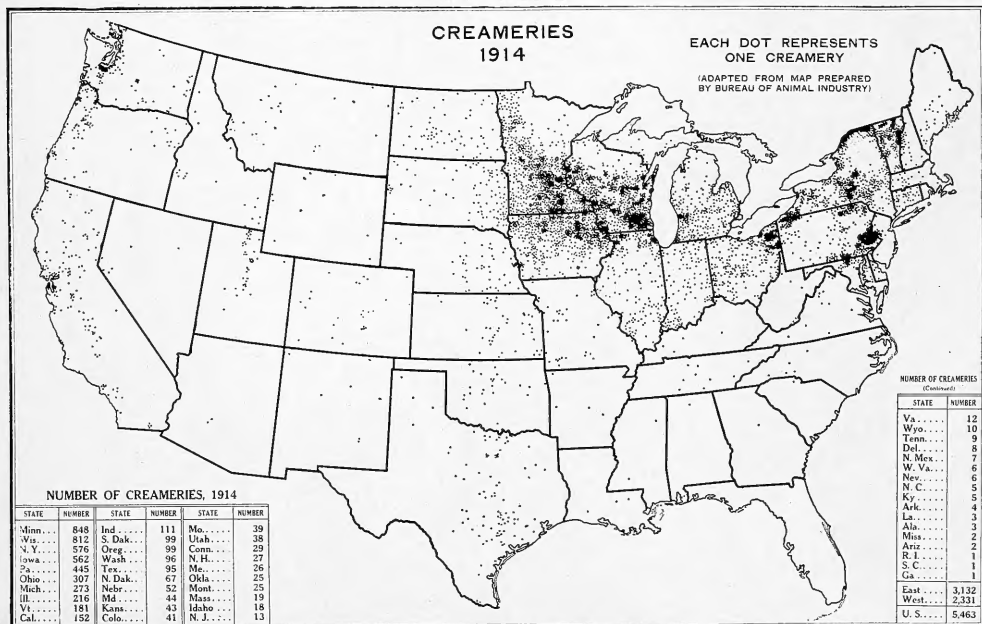 CREAMERIES
1914
EACH DOT REPRESENTS
ONE CREAMERY
(ADAPTED FROM MAP PREPARED
BY BUREAU OF ANIMAL INDUSTRY)
NUMBER OF CREAMERIES, 1914
STATE NUMBER STATE NUMBER STATE NUMBER
Minn.... 848 Ind..... 111 Mo..... 39
Wis..... 812 S. Dak... 99 Utah.... 38
N. Y..... 576 Oreg.... 99 Conn.... 29
Iowa.... 562 Wash... 96 N. H.... 27
Pa...... 445 Tex..... 95 Me...... 26
Ohio.... 307 N. Dak.. 67 Okla.... 25
Mich.... 273 Nebr.... 52 Mont.... 25
Ill...... 216 Md..... 44 Mass.... 19
Vt...... 181 Kans.... 43 Idaho... 18
Cal..... 152 Colo.... 41 N. J..... 13
NUMBER OF CREAMERIES
(Continued)
STATE NUMBER
Va..... 12
Wyo.... 10
Tenn.... 9
Del..... 8
N. Mex.. 7
W. Va... 6
Nev..... 6
N. C.... 5
Ky..... 5
Ark..... 4
La...... 3
Ala..... 3
Miss.... 2
Ariz.... 2
R. I..... 1
S. C..... 1
Ga..... 1
East.... 3,132
West.... 2,331
U. S..... 5,463